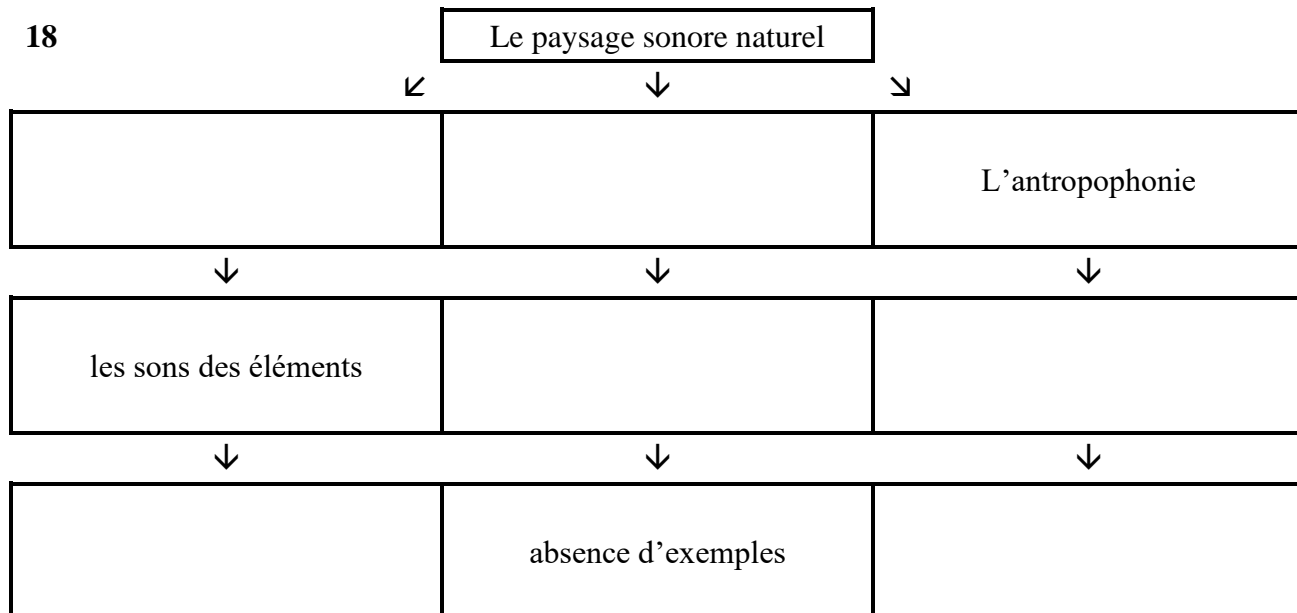 18
Le paysage sonore naturel
L’antropophonie
les sons des éléments
absence d’exemples